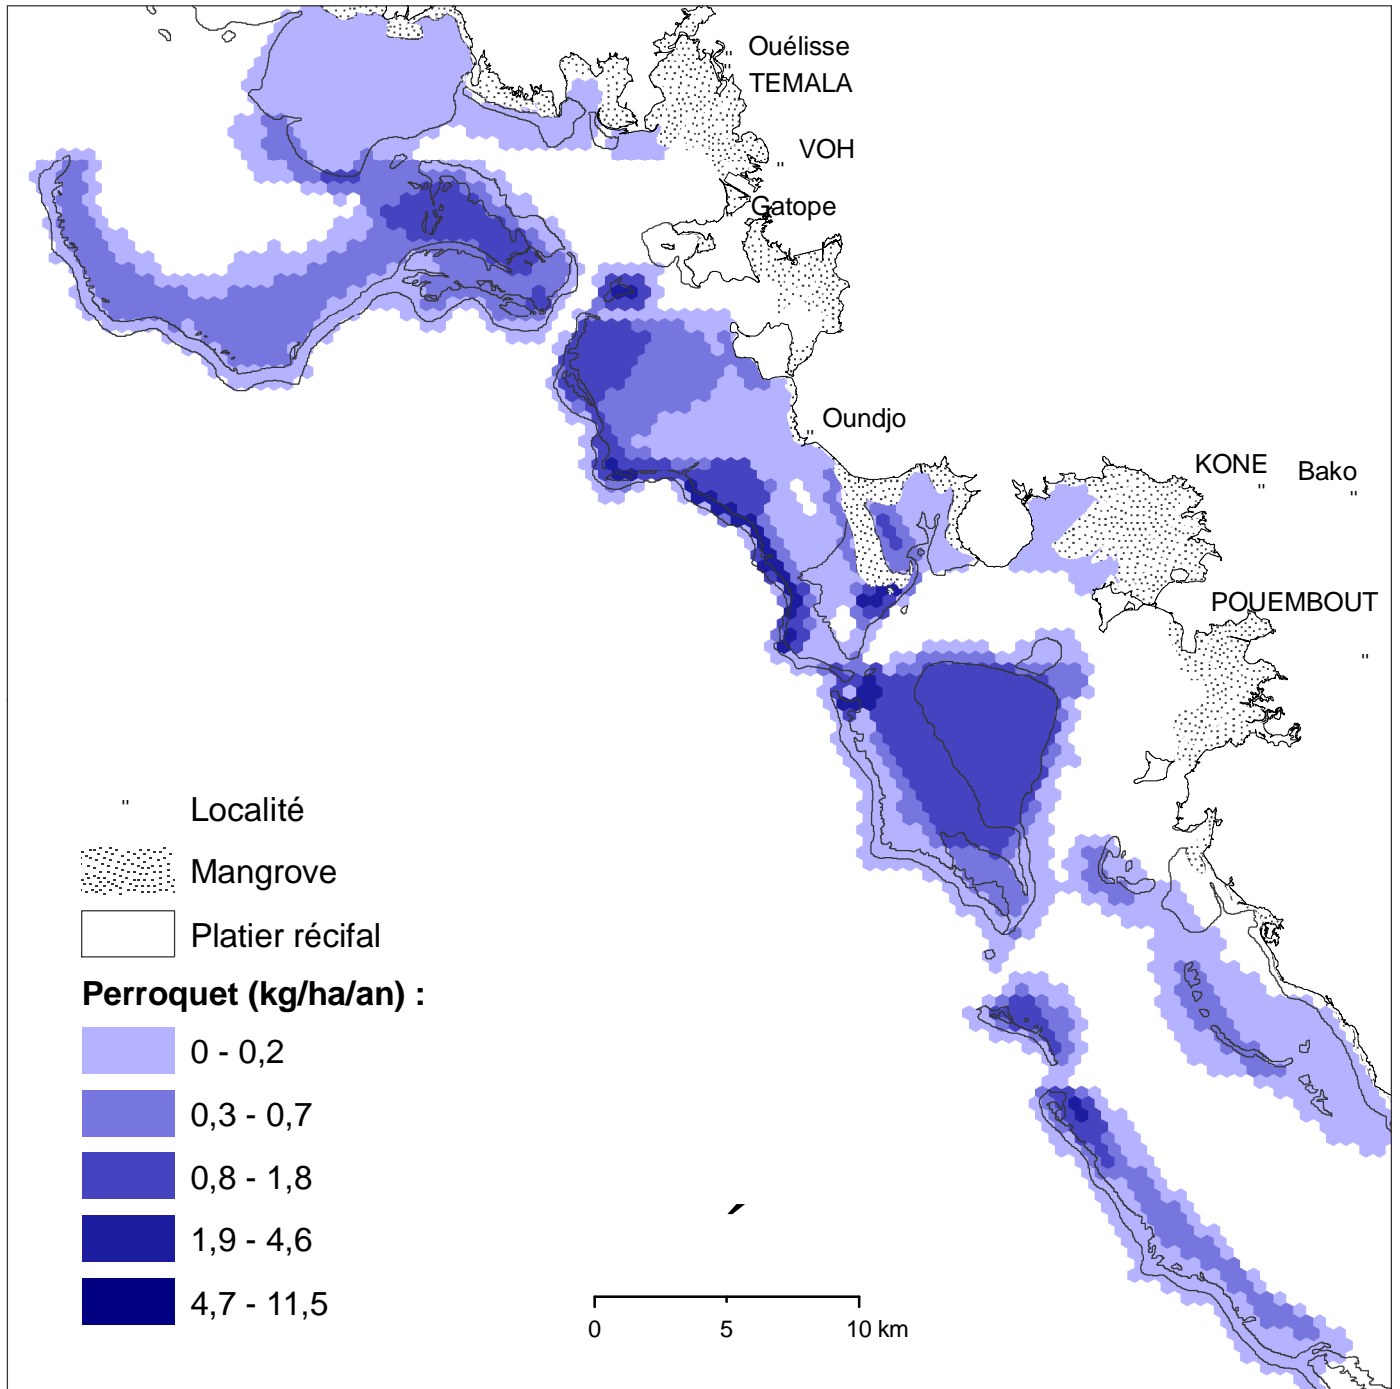 Ouélisse
TEMALA
VOH
Gatope
Oundjo
KONE
Bako
POUEMBOUT
" Localité
Mangrove
Platier récifal
Perroquet (kg/ha/an) :
0 - 0,2
0,3 - 0,7
0,8 - 1,8
1,9 - 4,6
4,7 - 11,5
0 5 10 km